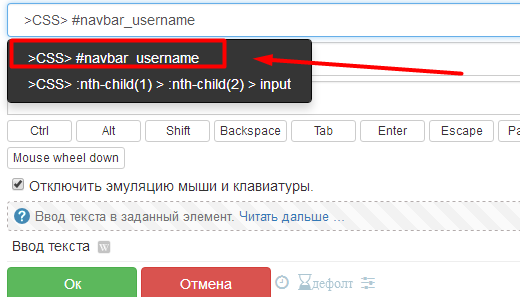 >CSS> #navbar_username
>CSS> #navbar_username
>CSS> :nth-child(1) > :nth-child(2) > input
Ctrl Alt Shift Backspace Tab Enter Escape Pa
Mouse wheel down
Отключить эмуляцию мыши и клавиатуры.
? Ввод текста в заданный элемент. Читать дальше ...
Ввод текста W
Ок Отмена дефолт